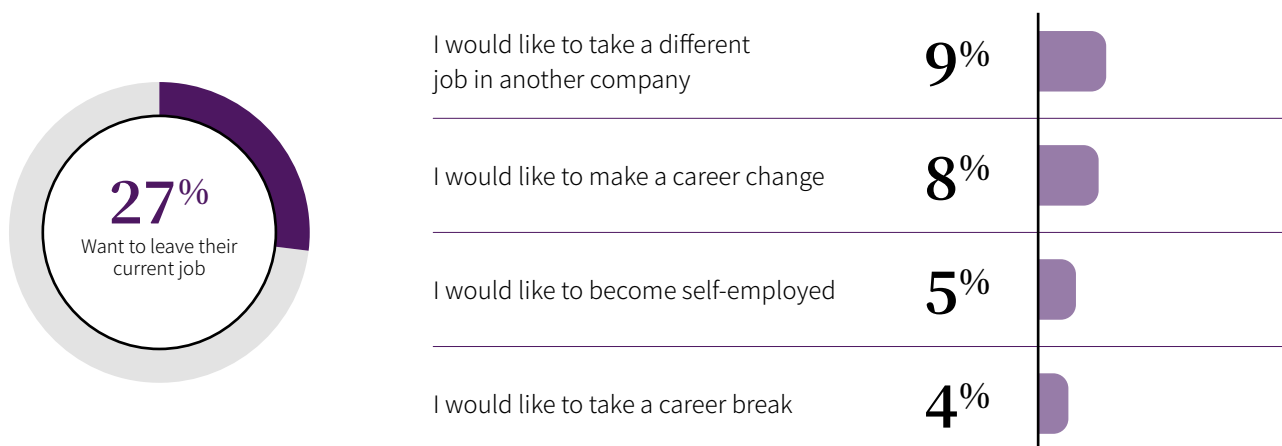 27%
Want to leave their
current job
I would like to take a different
job in another company
9%
I would like to make a career change
8%
I would like to become self-employed
5%
I would like to take a career break
4%